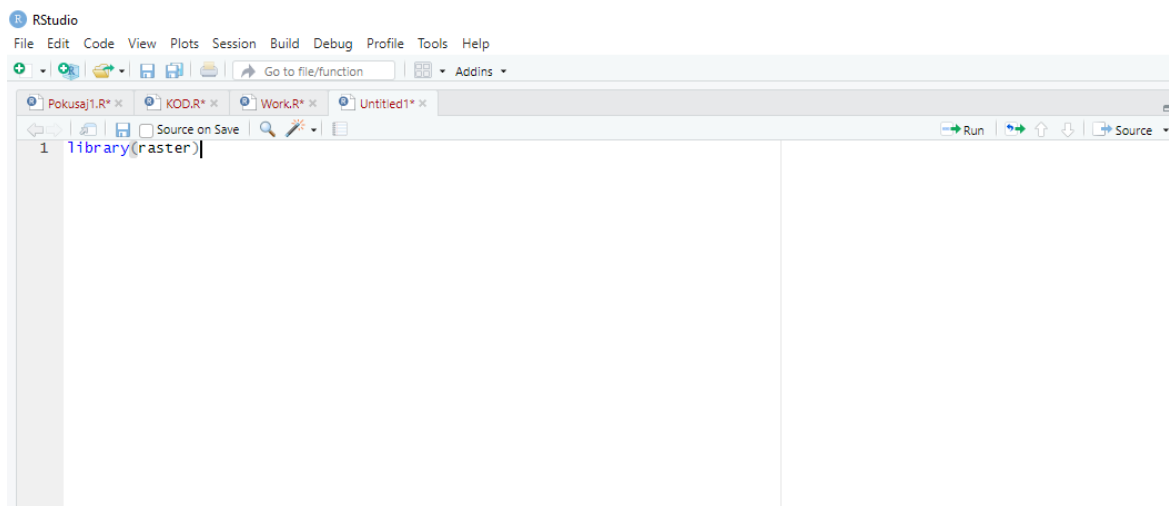 RStudio
File Edit Code View Plots Session Build Debug Profile Tools Help
Go to file/function Addins
Pokusaj1.R* KOD.R* Work.R* Untitled1*
Source on Save Run Source
1 library(raster)